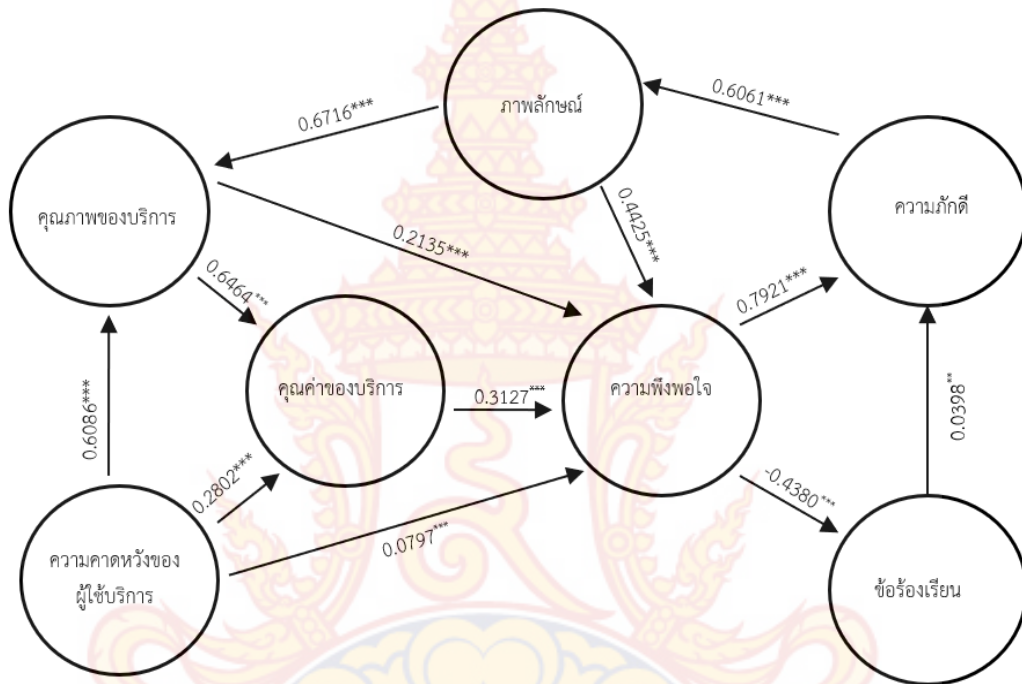 ภาพลักษณ์
0.6061***
0.6716***
ความภักดี
คุณภาพของบริการ
0.4425***
0.2135***
0.6464***
0.7921***
คุณค่าของบริการ
0.3127***
ความพึงพอใจ
0.6086***
0.0398**
0.2802***
-0.4380***
0.0797***
ความคาดหวังของ
ผู้ใช้บริการ
ข้อร้องเรียน